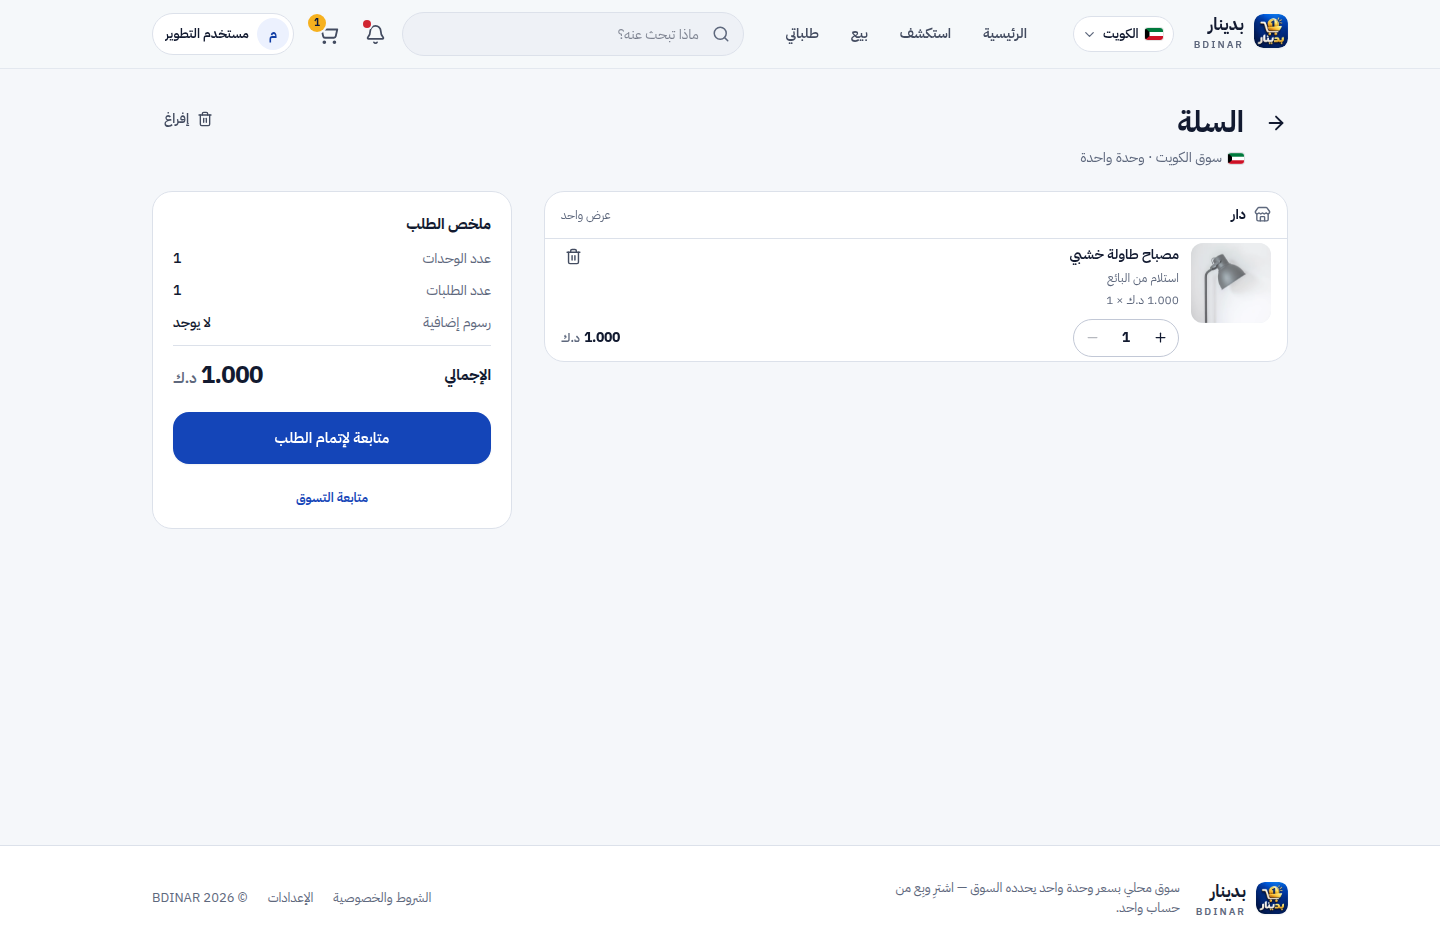 بدينار
BDINAR
الكويت
الرئيسية
استكشف
بيع
طلباتي
ماذا تبحث عنه؟
1
م
مستخدم التطوير
السلة
إفراغ
سوق الكويت · وحدة واحدة
دار
عرض واحد
مصباح طاولة خشبي
استلام من البائع
1.000 د.ك × 1
1
1.000 د.ك
ملخص الطلب
عدد الوحدات 1
عدد الطلبات 1
رسوم إضافية لا يوجد
الإجمالي 1.000 د.ك
متابعة لإتمام الطلب
متابعة التسوق
بدينار
BDINAR
سوق محلي بسعر وحدة واحد يحدده السوق — اشترِ وبِع من
حساب واحد.
الشروط والخصوصية
الإعدادات
© 2026 BDINAR